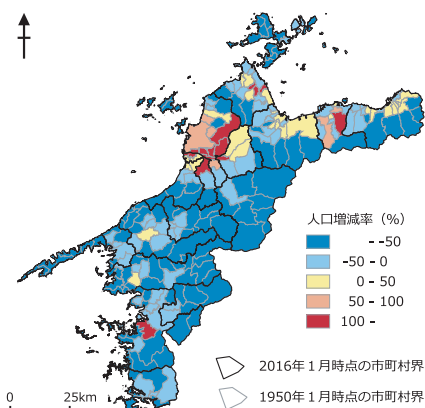 人口増減率（%）
- -50
-50 - 0
0 - 50
50 - 100
100 -
2016年１月時点の市町村界
1950年１月時点の市町村界
0 25km